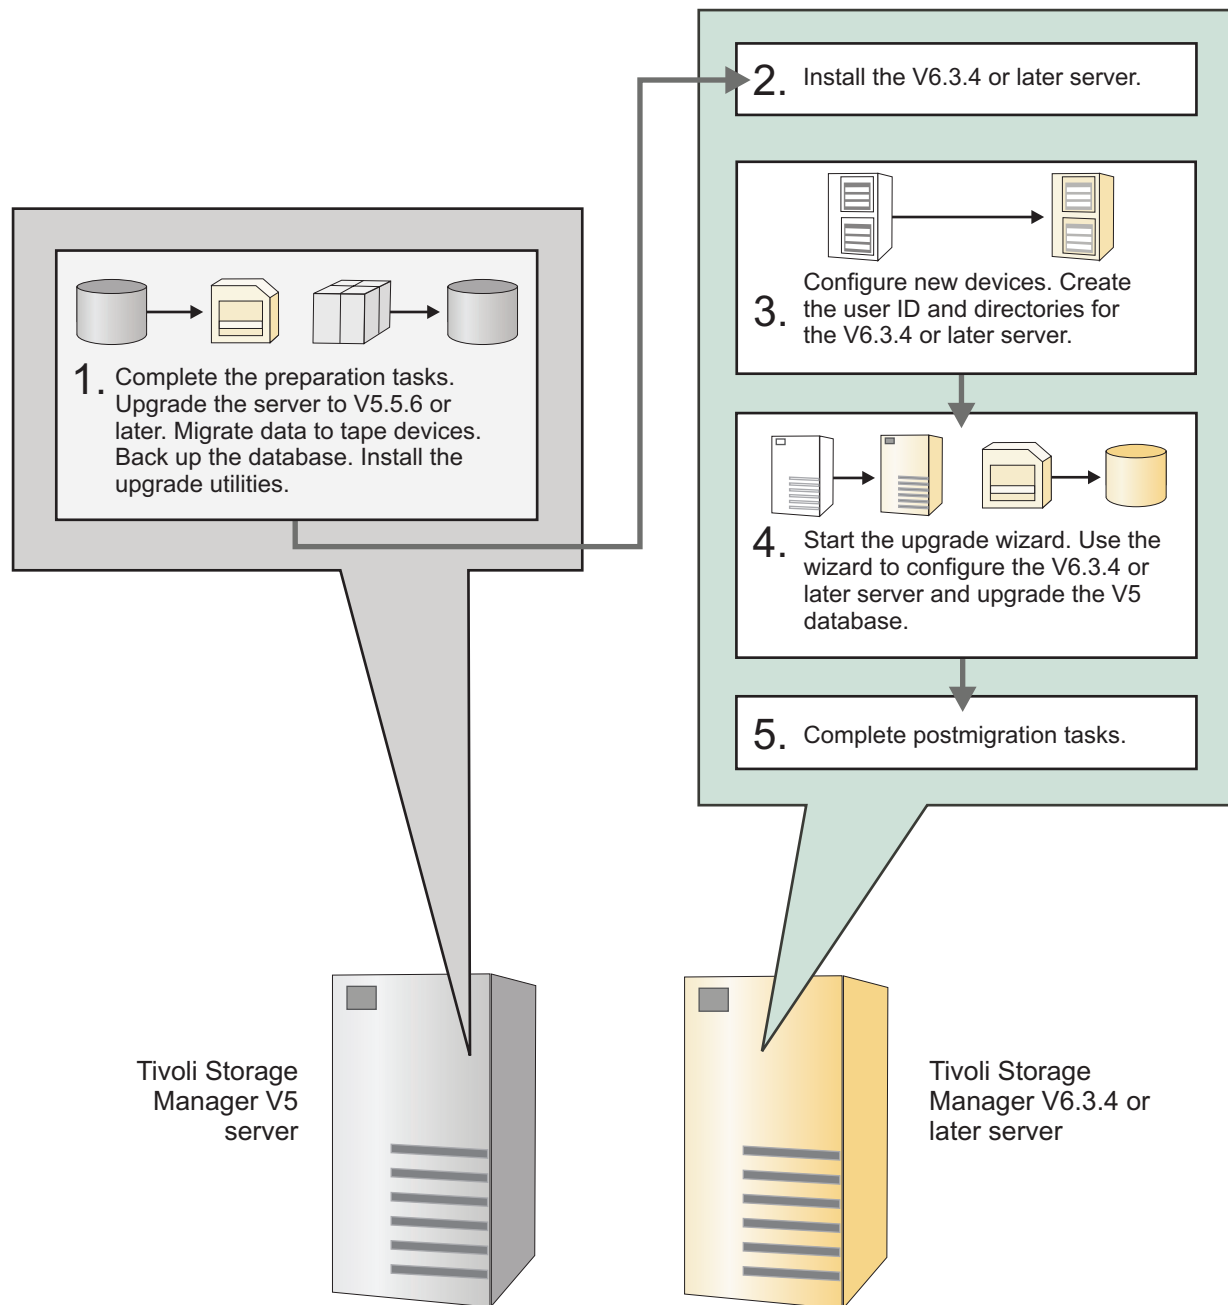 1. Complete the preparation tasks.
Upgrade the server to V5.5.6 or
later. Migrate data to tape devices.
Back up the database. Install the
upgrade utilities.
2. Install the V6.3.4 or later server.
Configure new devices. Create
3. the user ID and directories for
the V6.3.4 or later server.
4. Start the upgrade wizard. Use the
wizard to configure the V6.3.4 or
later server and upgrade the V5
database.
5. Complete postmigration tasks.
Tivoli Storage
Manager V5
server
Tivoli Storage
Manager V6.3.4 or
later server